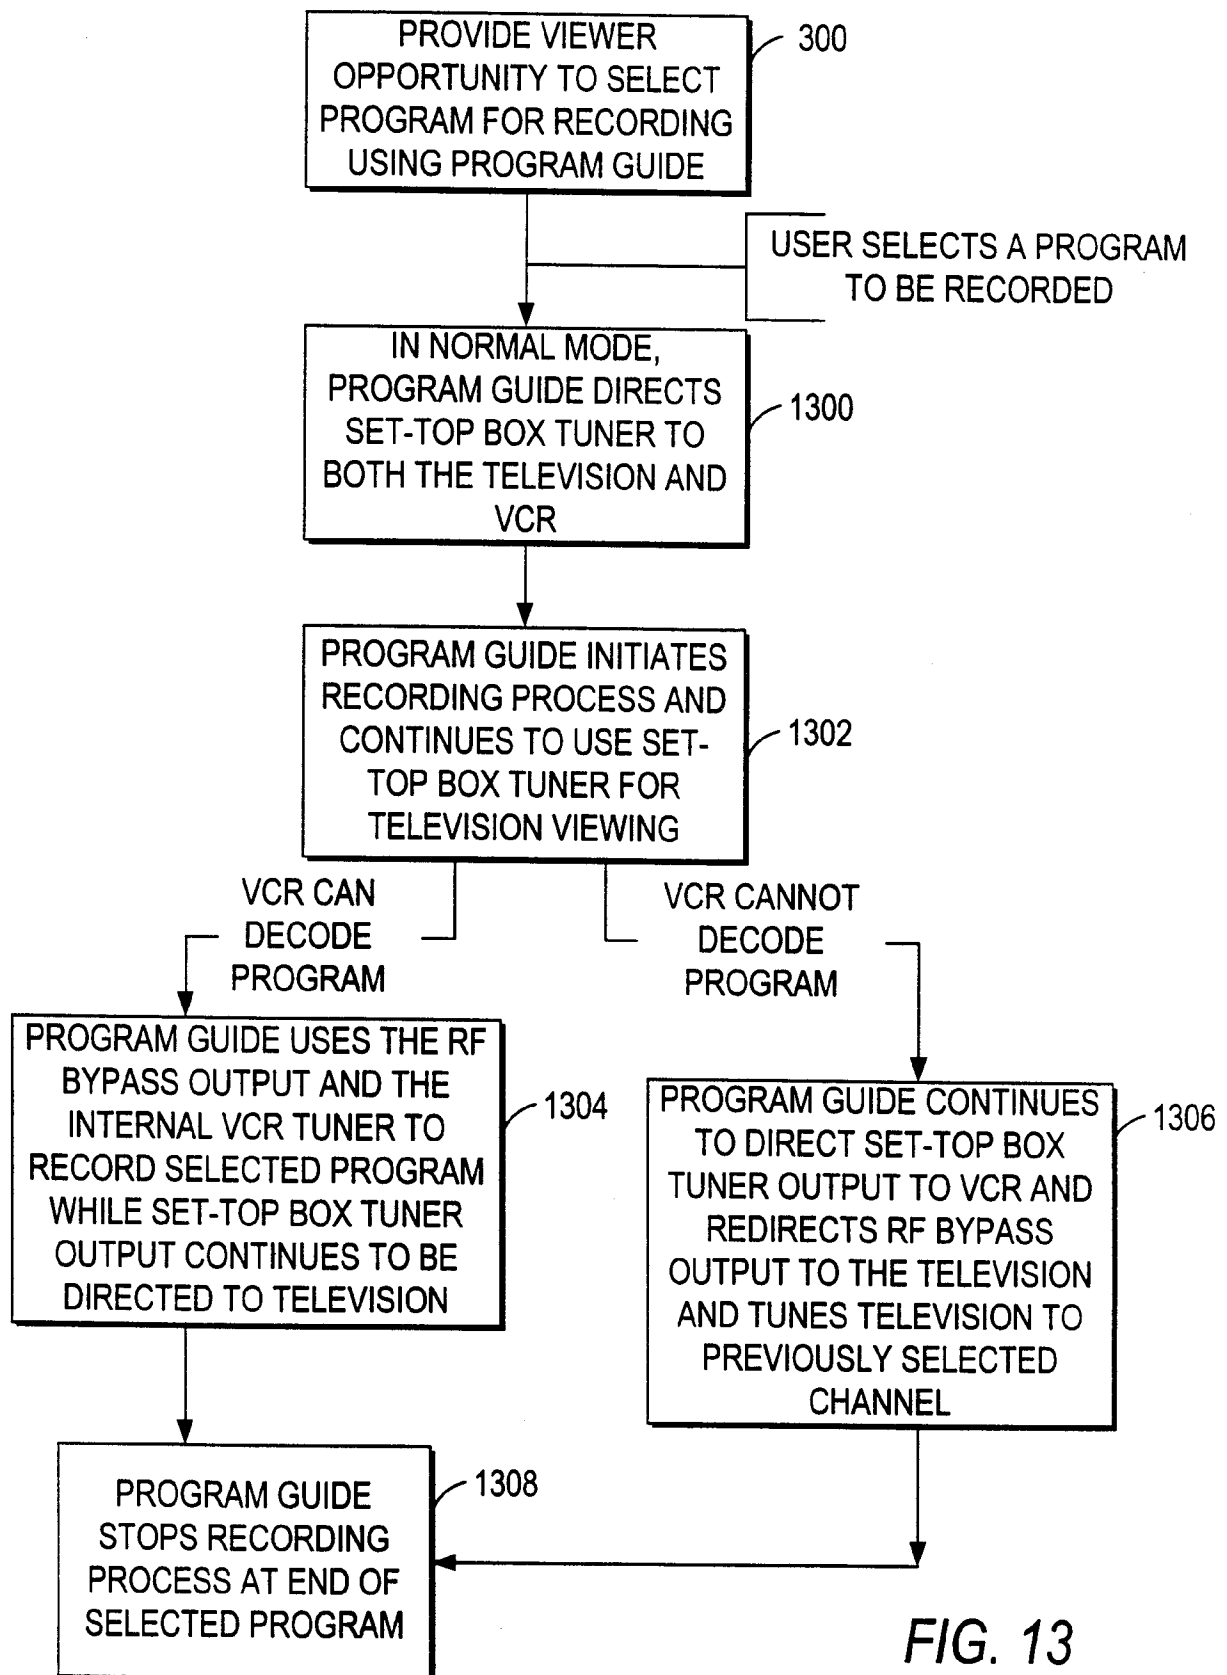 PROVIDE VIEWER
OPPORTUNITY TO SELECT
PROGRAM FOR RECORDING
USING PROGRAM GUIDE
300
USER SELECTS A PROGRAM
TO BE RECORDED
IN NORMAL MODE,
PROGRAM GUIDE DIRECTS
SET-TOP BOX TUNER TO
BOTH THE TELEVISION AND
VCR
1300
PROGRAM GUIDE INITIATES
RECORDING PROCESS AND
CONTINUES TO USE SET-
TOP BOX TUNER FOR
TELEVISION VIEWING
1302
VCR CAN
DECODE
PROGRAM
VCR CANNOT
DECODE
PROGRAM
PROGRAM GUIDE USES THE RF
BYPASS OUTPUT AND THE
INTERNAL VCR TUNER TO
RECORD SELECTED PROGRAM
WHILE SET-TOP BOX TUNER
OUTPUT CONTINUES TO BE
DIRECTED TO TELEVISION
1304
PROGRAM GUIDE CONTINUES
TO DIRECT SET-TOP BOX
TUNER OUTPUT TO VCR AND
REDIRECTS RF BYPASS
OUTPUT TO THE TELEVISION
AND TUNES TELEVISION TO
PREVIOUSLY SELECTED
CHANNEL
1306
PROGRAM GUIDE
STOPS RECORDING
PROCESS AT END OF
SELECTED PROGRAM
1308
FIG. 13